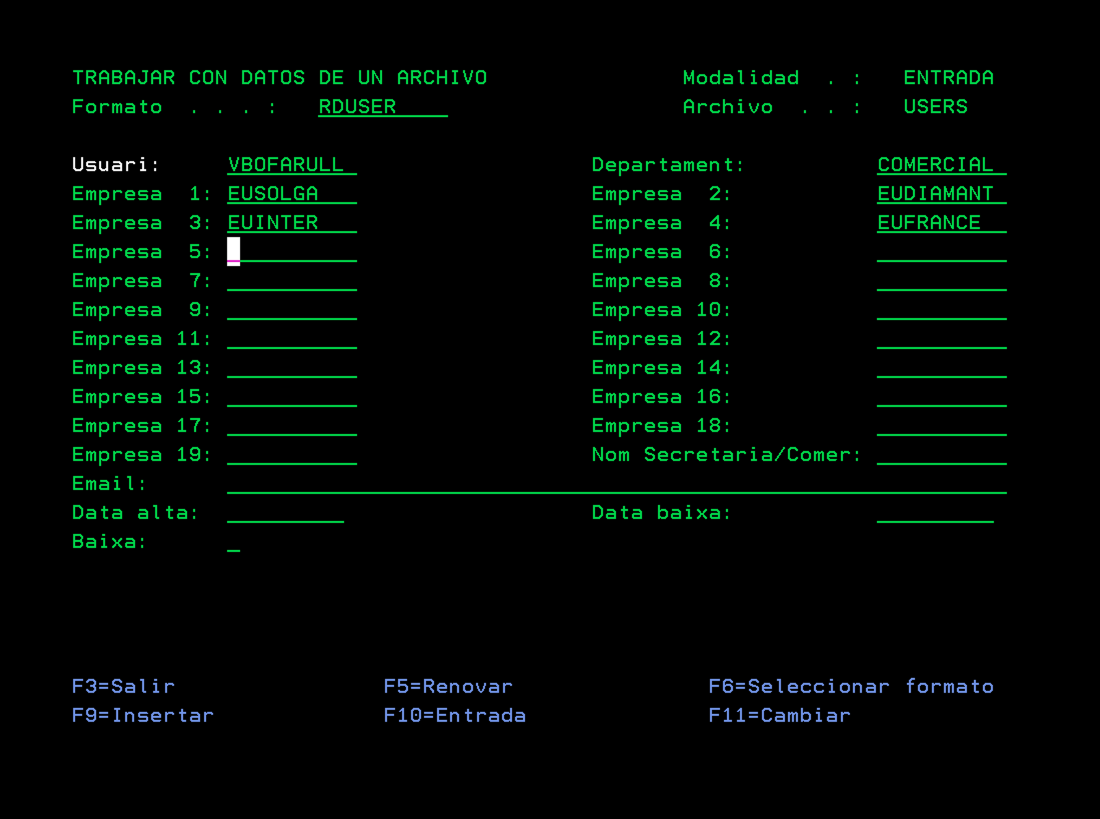 TRABAJAR CON DATOS DE UN ARCHIVO Modalidad . : ENTRADA
Formato . . . . : RDUSER Archivo . . : USERS
Usuari: VBOFARULL Departament: COMERCIAL
Empresa 1: EUSOLGA Empresa 2: EUDIAMANT
Empresa 3: EUINTER Empresa 4: EUFRANCE
Empresa 5: Empresa 6:
Empresa 7: Empresa 8:
Empresa 9: Empresa 10:
Empresa 11: Empresa 12:
Empresa 13: Empresa 14:
Empresa 15: Empresa 16:
Empresa 17: Empresa 18:
Empresa 19: Nom Secretaria/Comer:
Email:
Data alta: Data baixa:
Baixa:
F3=Salir F5=Renovar F6=Seleccionar formato
F9=Insertar F10=Entrada F11=Cambiar